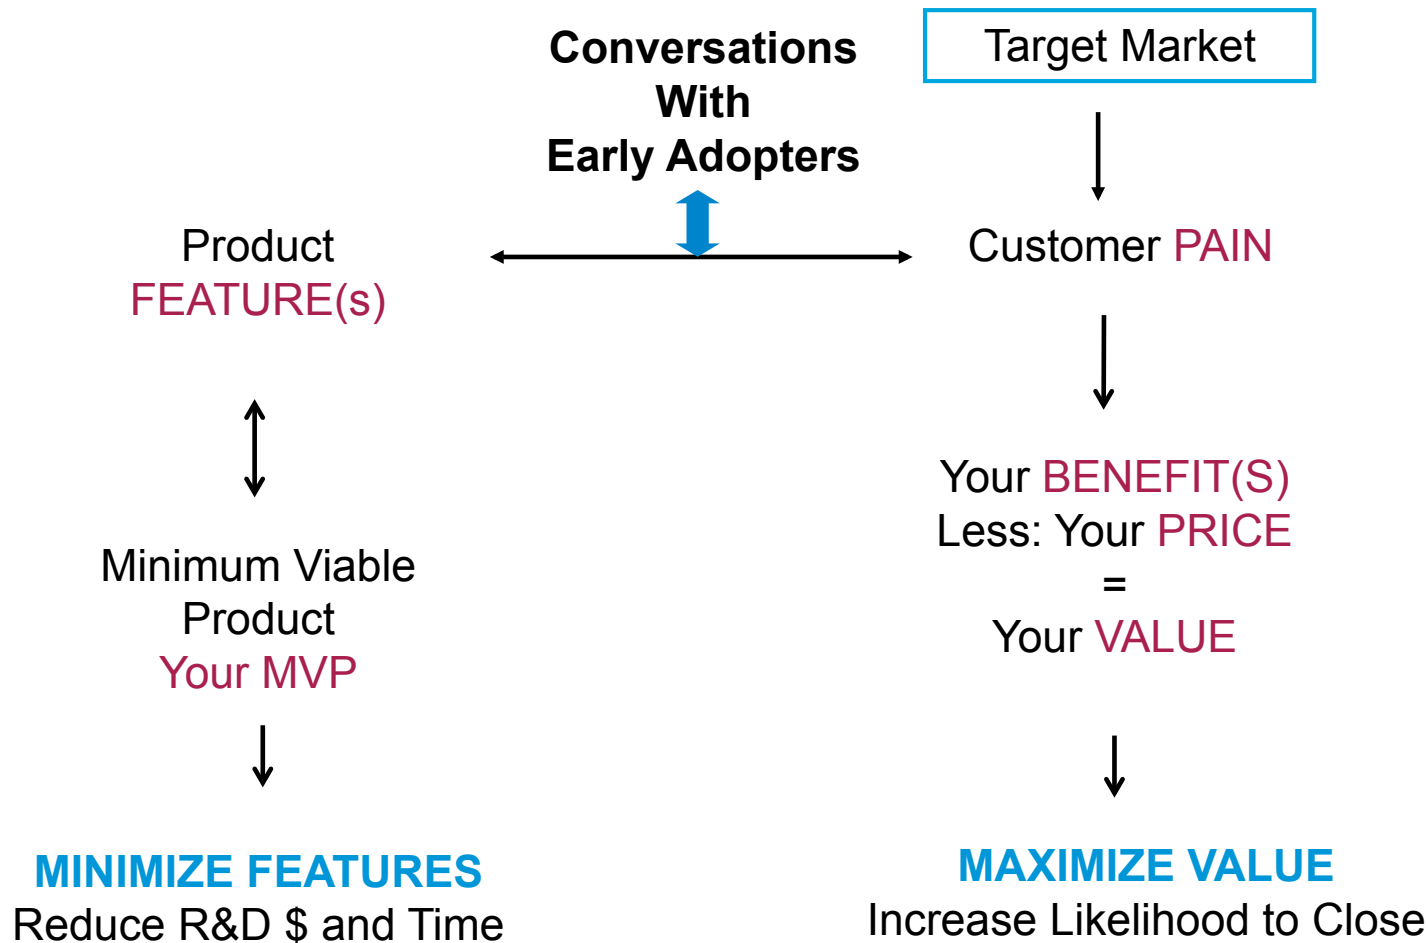 Conversations
With
Early Adopters
Target Market
Product
FEATURE(s)
Customer PAIN
Minimum Viable
Product
Your MVP
Your BENEFIT(S)
Less: Your PRICE
=
Your VALUE
MINIMIZE FEATURES
Reduce R&D $ and Time
MAXIMIZE VALUE
Increase Likelihood to Close